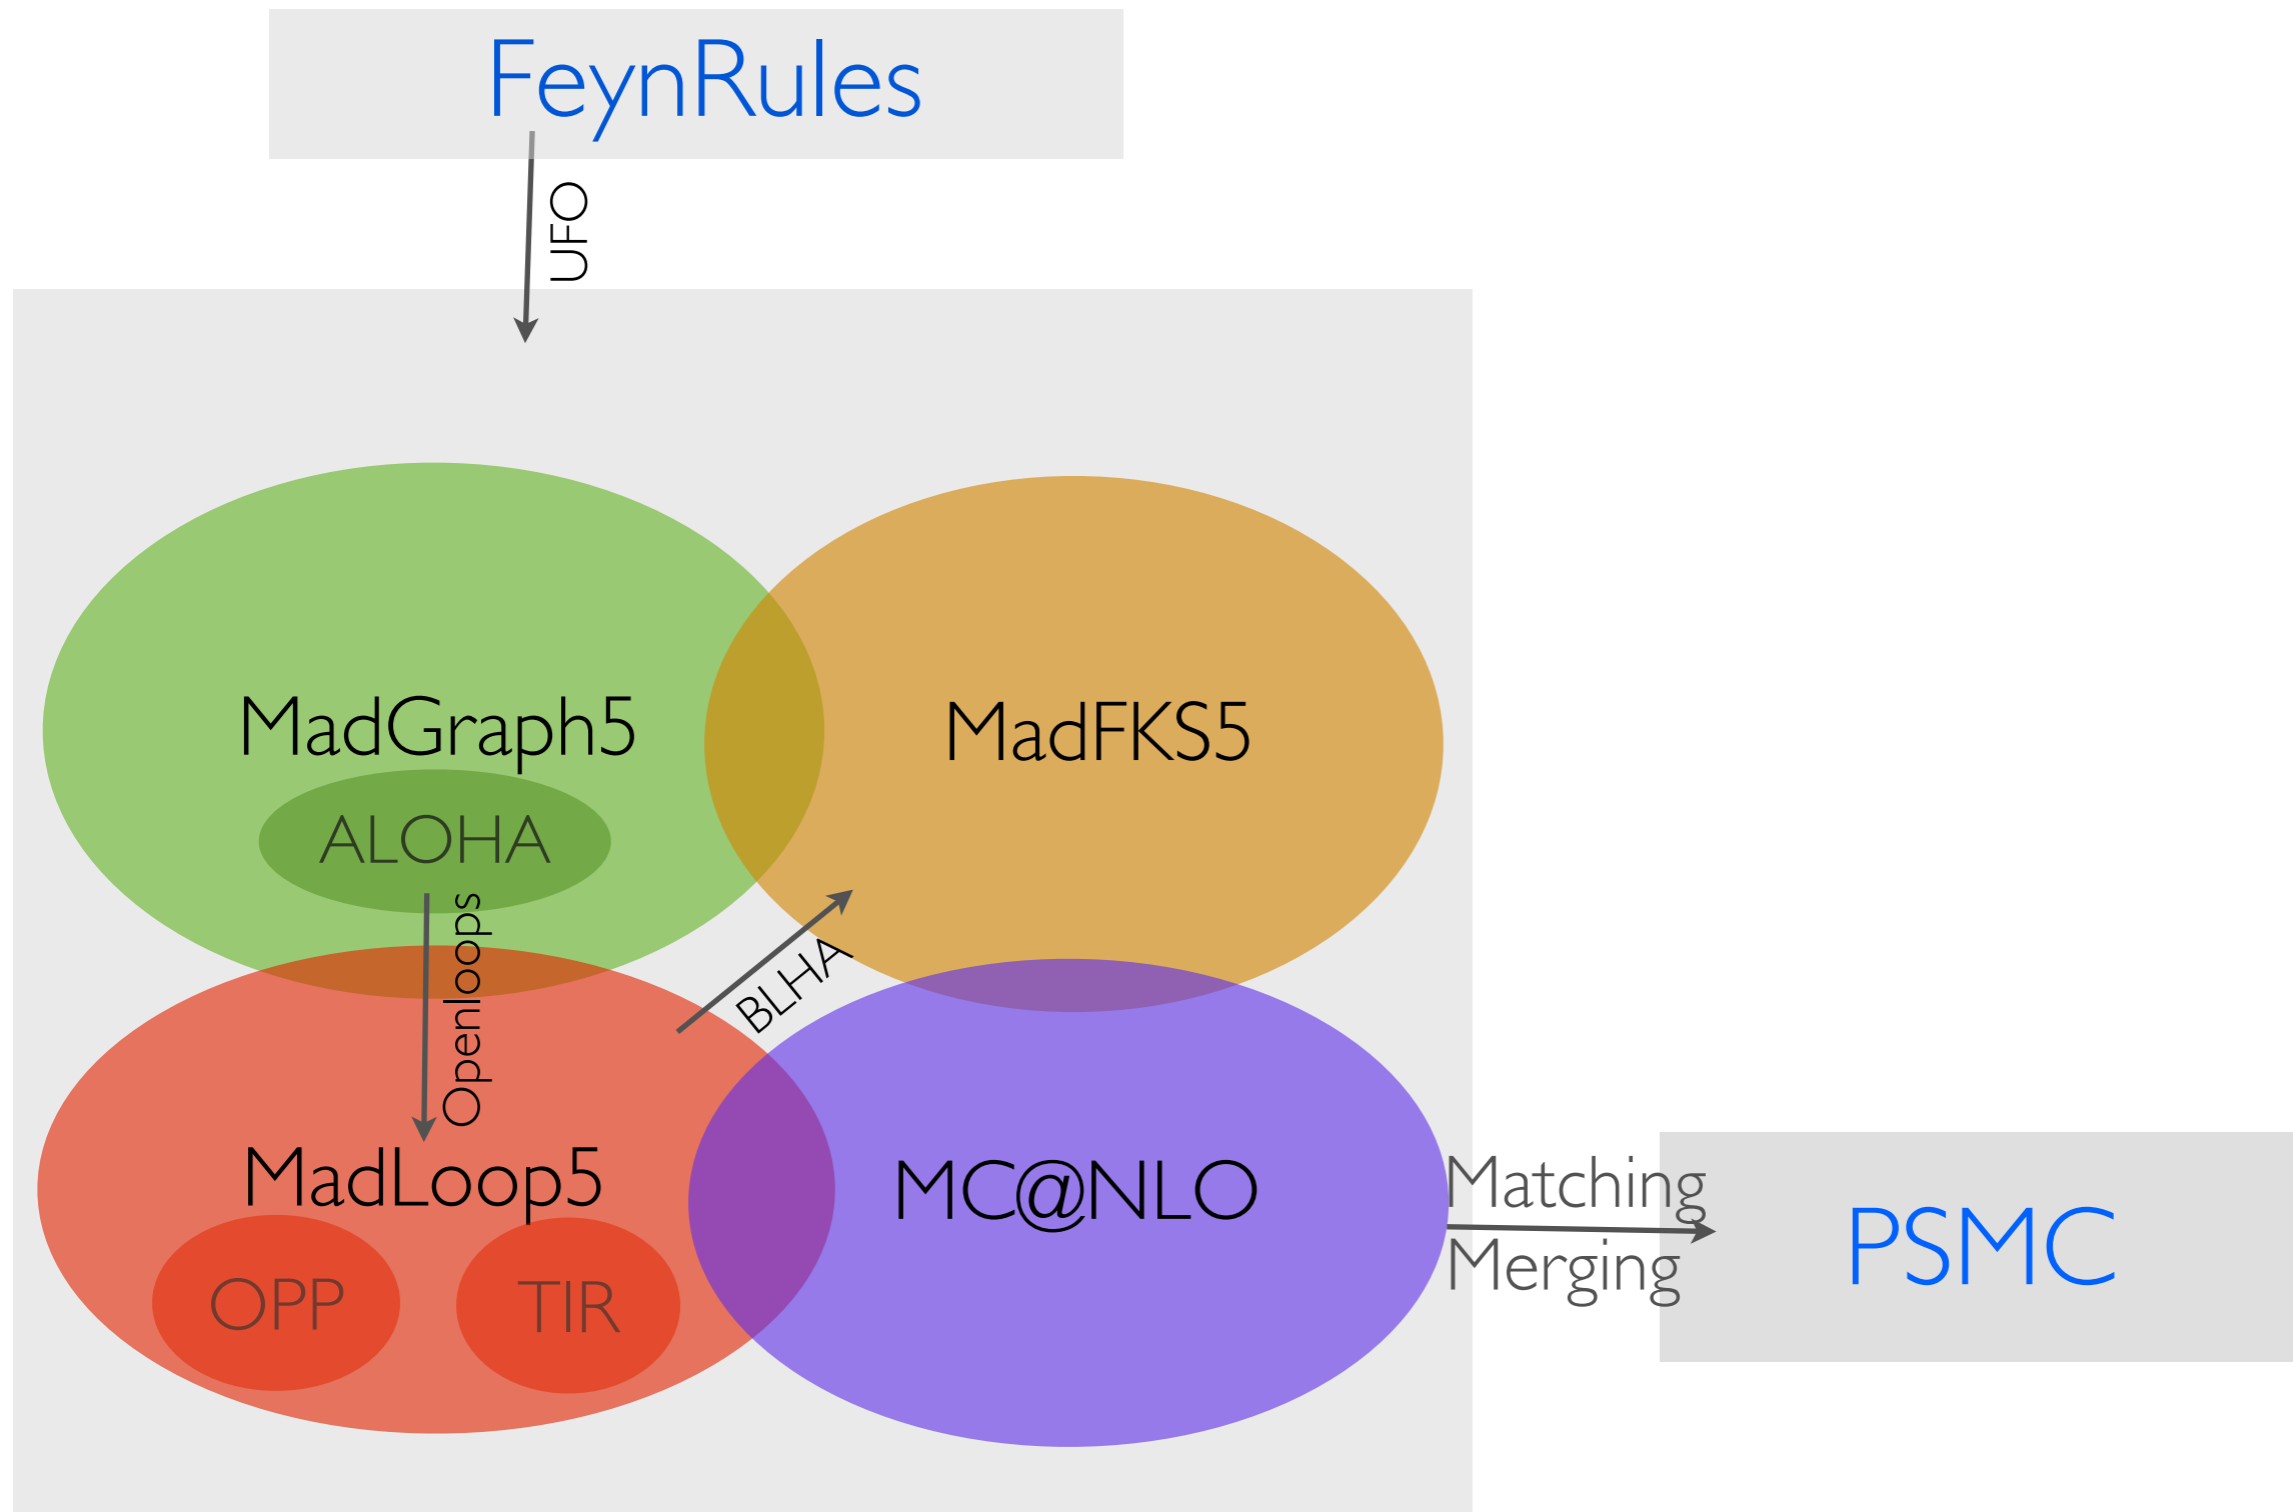 FeynRules
UFO
MadGraph5
MadFKS5
ALOHA
Openloops
BLHA
MadLoop5
MC@NLO
OPP
TIR
Matching
Merging
PSMC